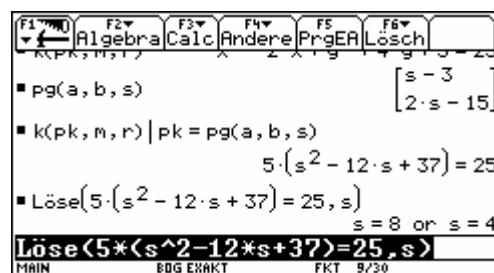 F1 F2 F3 F4 F5 F6
Algebra Calc Andere PrgEA Lösch
▪ pg(a,b,s) [s - 3
2·s - 15]
▪ k(pk,m,r)|pk = pg(a,b,s)
5·(s² - 12·s + 37) = 25
▪ Löse(5·(s² - 12·s + 37) = 25, s)
s = 8 or s = 4
Löse(5*(s^2-12*s+37)=25,s)
MAIN BOG EXAKT FKT 9/30